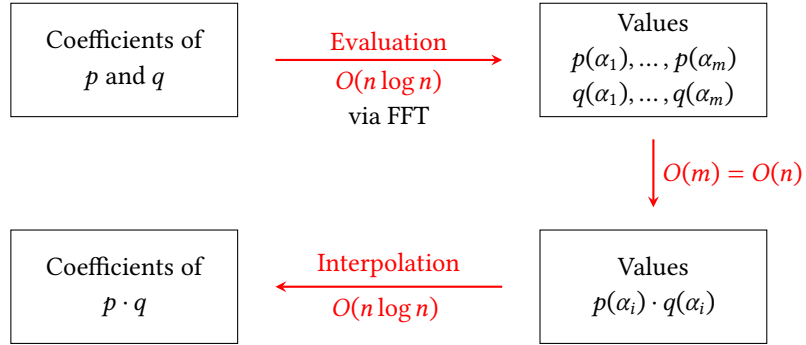 Coefficients of
p and q
Evaluation
O(n log n)
via FFT
Values
p(α₁), … , p(αₘ)
q(α₁), … , q(αₘ)
O(m) = O(n)
Coefficients of
p · q
Interpolation
O(n log n)
Values
p(αᵢ) · q(αᵢ)